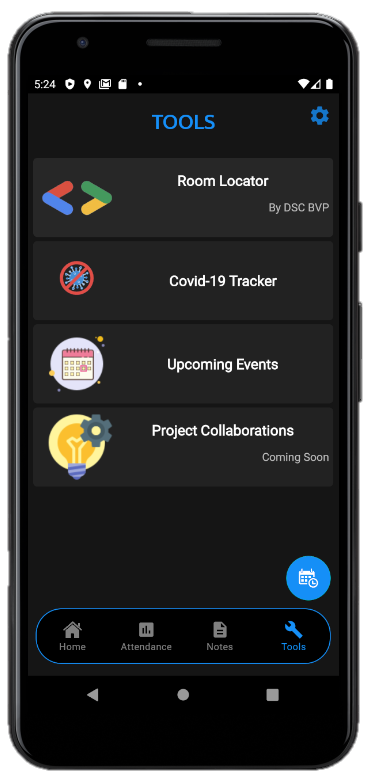 5:24
TOOLS
Room Locator
By DSC BVP
Covid-19 Tracker
Upcoming Events
Project Collaborations
Coming Soon
Home
Attendance
Notes
Tools